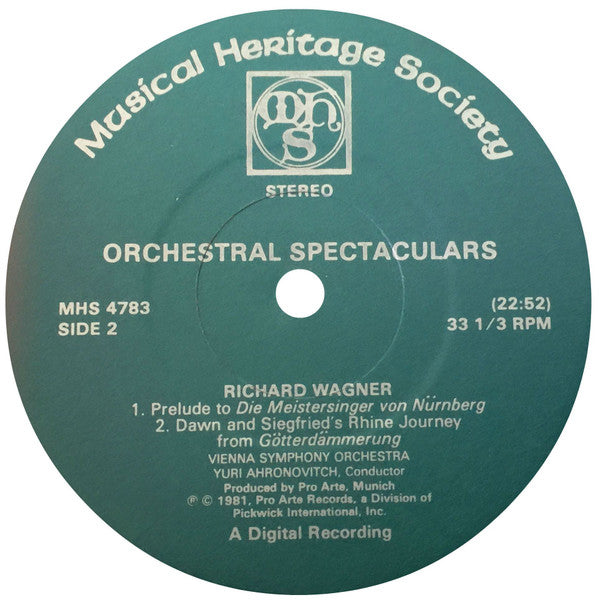 Musical Heritage Society
mhs
STEREO
ORCHESTRAL SPECTACULARS
MHS 4783
SIDE 2
(22:52)
33 1/3 RPM
RICHARD WAGNER
1. Prelude to Die Meistersinger von Nürnberg
2. Dawn and Siegfried's Rhine Journey
from Götterdämmerung
VIENNA SYMPHONY ORCHESTRA
YURI AHRONOVITCH, Conductor
Produced by Pro Arte, Munich
℗ © 1981, Pro Arte Records, a Division of
Pickwick International, Inc.
A Digital Recording